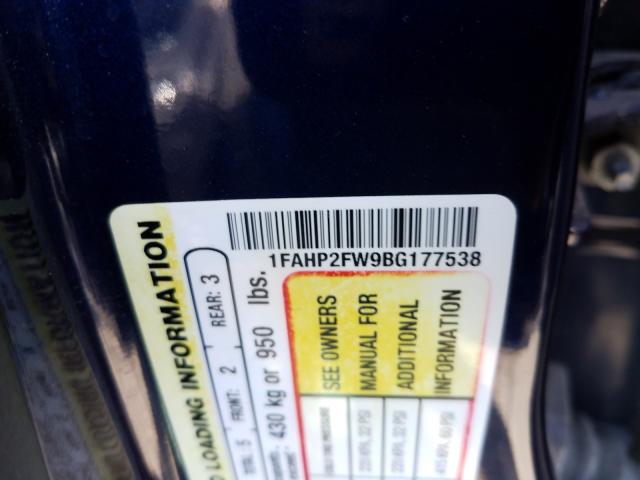 1FAHP2FW9BG177538
LOADING INFORMATION
TOTAL: 5 FRONT: 2 REAR: 3
430 kg or 950 lbs.
SEE OWNERS
MANUAL FOR
ADDITIONAL
INFORMATION